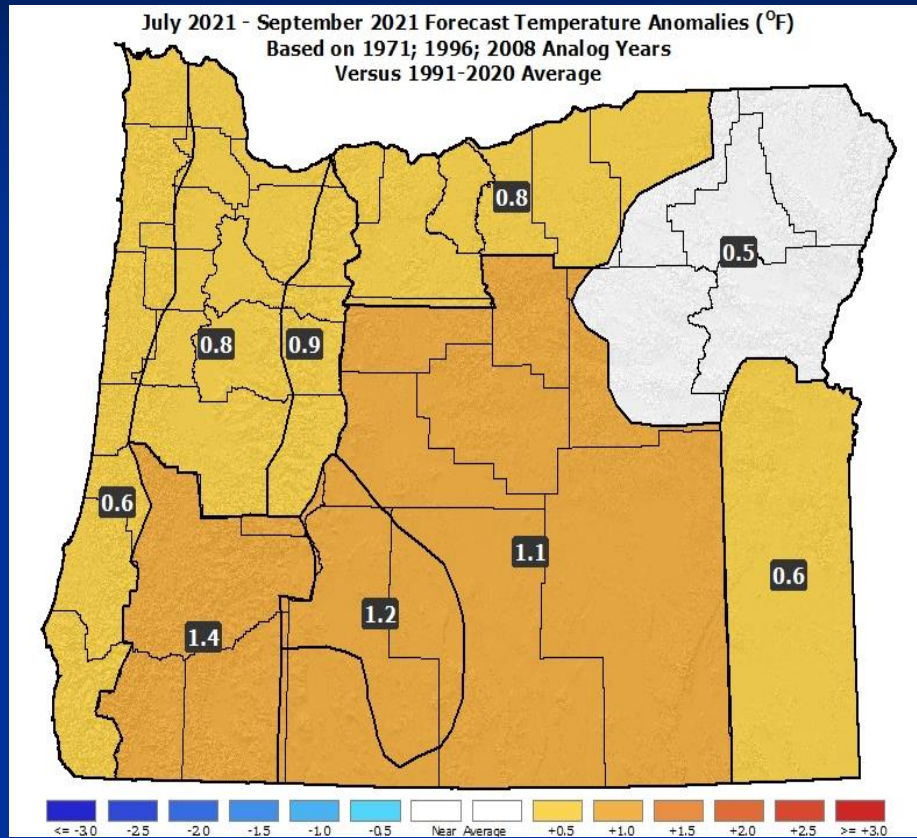 July 2021 - September 2021 Forecast Temperature Anomalies (°F)
Based on 1971; 1996; 2008 Analog Years
Versus 1991-2020 Average
0.8
0.5
0.8
0.9
0.6
1.1
0.6
1.2
1.4
<= -3.0 -2.5 -2.0 -1.5 -1.0 -0.5 Near Average +0.5 +1.0 +1.5 +2.0 +2.5 >= +3.0